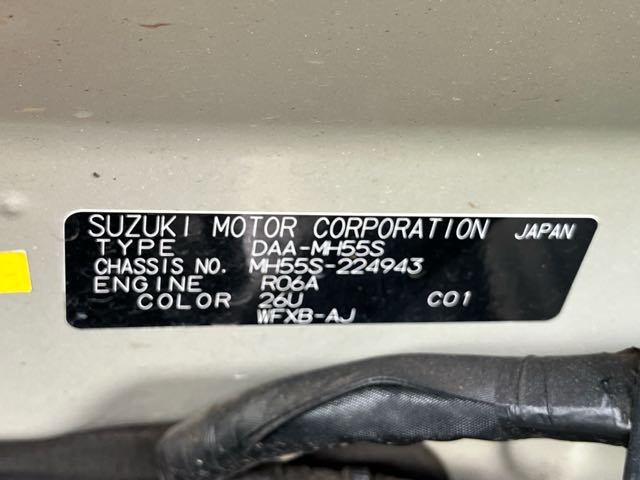 SUZUKI MOTOR CORPORATION JAPAN
TYPE DAA-MH55S
CHASSIS NO. MH55S-224943
ENGINE R06A
COLOR 26U C01
WFXB-AJ